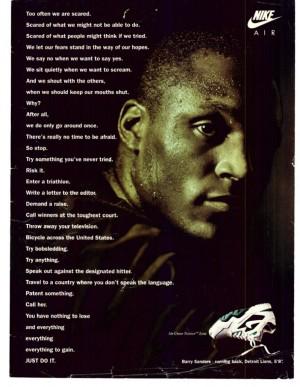 Too often we are scared.
Scared of what we might not be able to do.
Scared of what people might think if we tried.
We let our fears stand in the way of our hopes.
We say no when we want to say yes.
We sit quietly when we want to scream.
And we shout with the others,
when we should keep our mouths shut.
Why?
After all,
we do only go around once.
There's really no time to be afraid.
So stop.
Try something you've never tried.
Risk it.
Enter a triathlon.
Write a letter to the editor.
Demand a raise.
Call winners at the toughest court.
Throw away your television.
Bicycle across the United States.
Try bobsledding.
Try anything.
Speak out against the designated hitter.
Travel to a country where you don't speak the language.
Patent something.
Call her.
You have nothing to lose
and everything
everything
everything to gain.
JUST DO IT.
NIKE
AIR
Barry Sanders running back, Detroit Lions, 5'8".